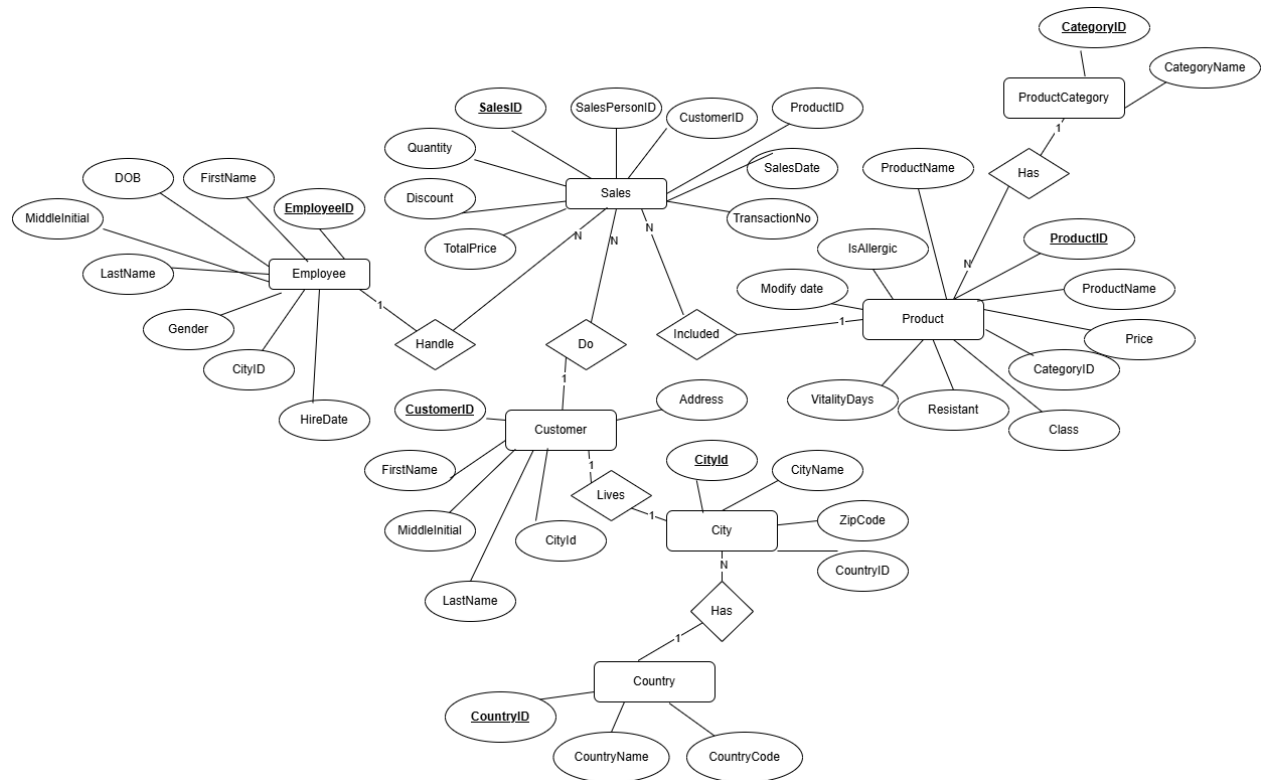 CategoryID
CategoryName
ProductCategory
1
Has
N
SalesID
SalesPersonID
CustomerID
ProductID
Quantity
SalesDate
Discount
Sales
TransactionNo
TotalPrice
N
N
N
DOB
FirstName
EmployeeID
MiddleInitial
LastName
Employee
Gender
CityID
HireDate
1
Handle
Do
Included
1
1
ProductName
IsAllergic
ProductID
Modify date
ProductName
Product
Price
CategoryID
VitalityDays
Resistant
Class
CustomerID
Address
Customer
FirstName
MiddleInitial
LastName
CityId
1
Lives
1
CityId
CityName
ZipCode
City
CountryID
N
Has
1
Country
CountryID
CountryName
CountryCode